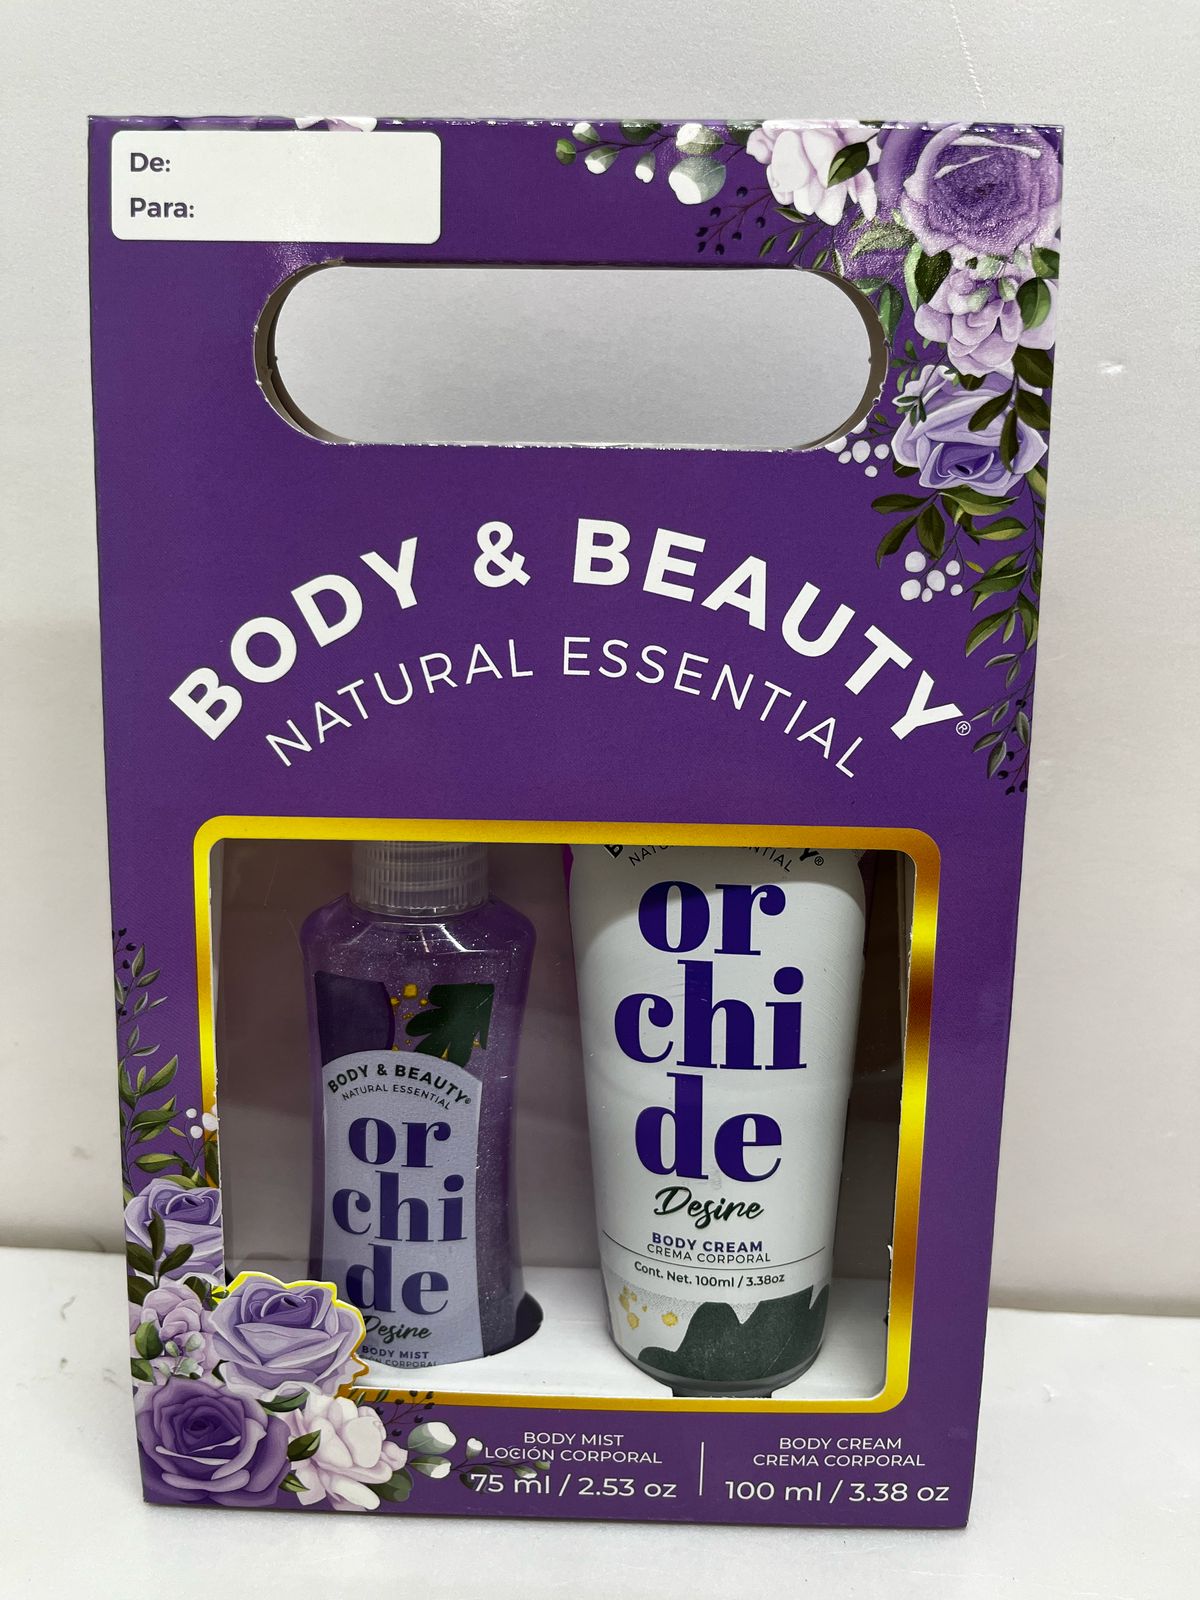 De:
Para:
BODY & BEAUTY®
NATURAL ESSENTIAL
or
chi
de
Desire
BODY CREAM
CREMA CORPORAL
Cont. Net. 100ml / 3.38oz
BODY & BEAUTY®
NATURAL ESSENTIAL
or
chi
de
Desire
BODY MIST
CORPORAL
BODY MIST
LOCIÓN CORPORAL
75 ml / 2.53 oz
BODY CREAM
CREMA CORPORAL
100 ml / 3.38 oz